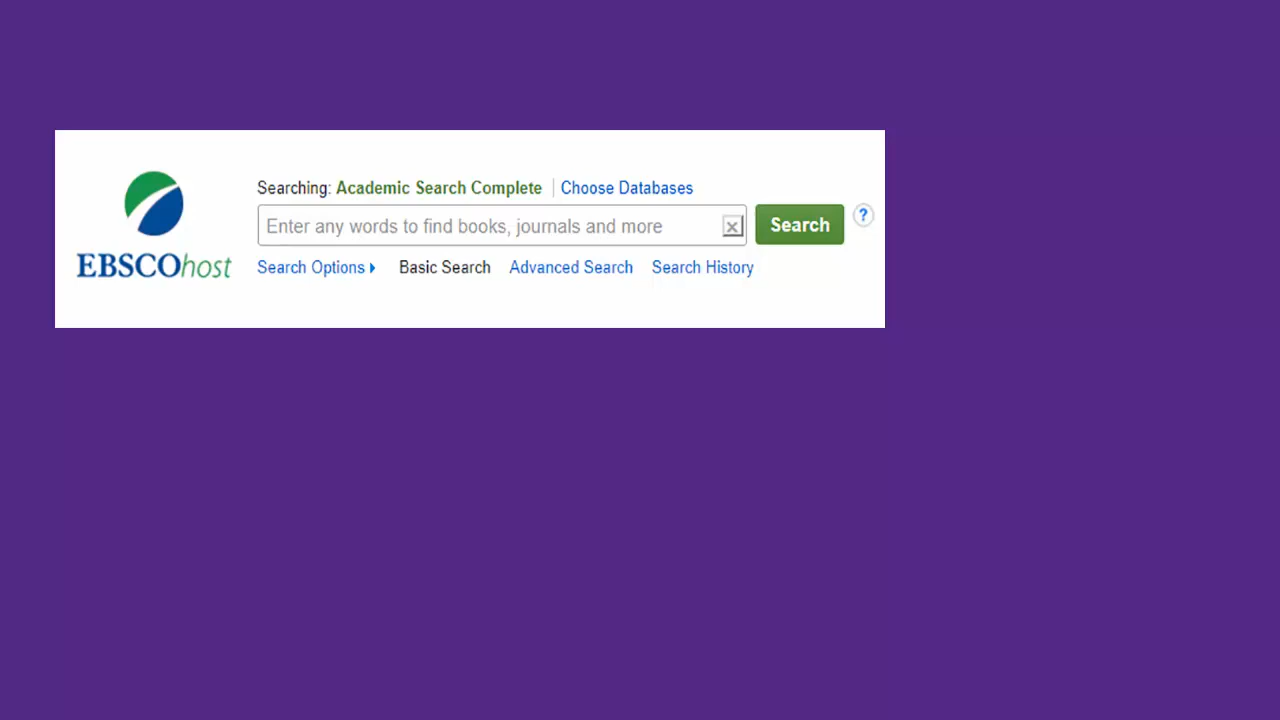 Searching: Academic Search Complete | Choose Databases
Enter any words to find books, journals and more
Search
?
EBSCOhost
Search Options Basic Search Advanced Search Search History